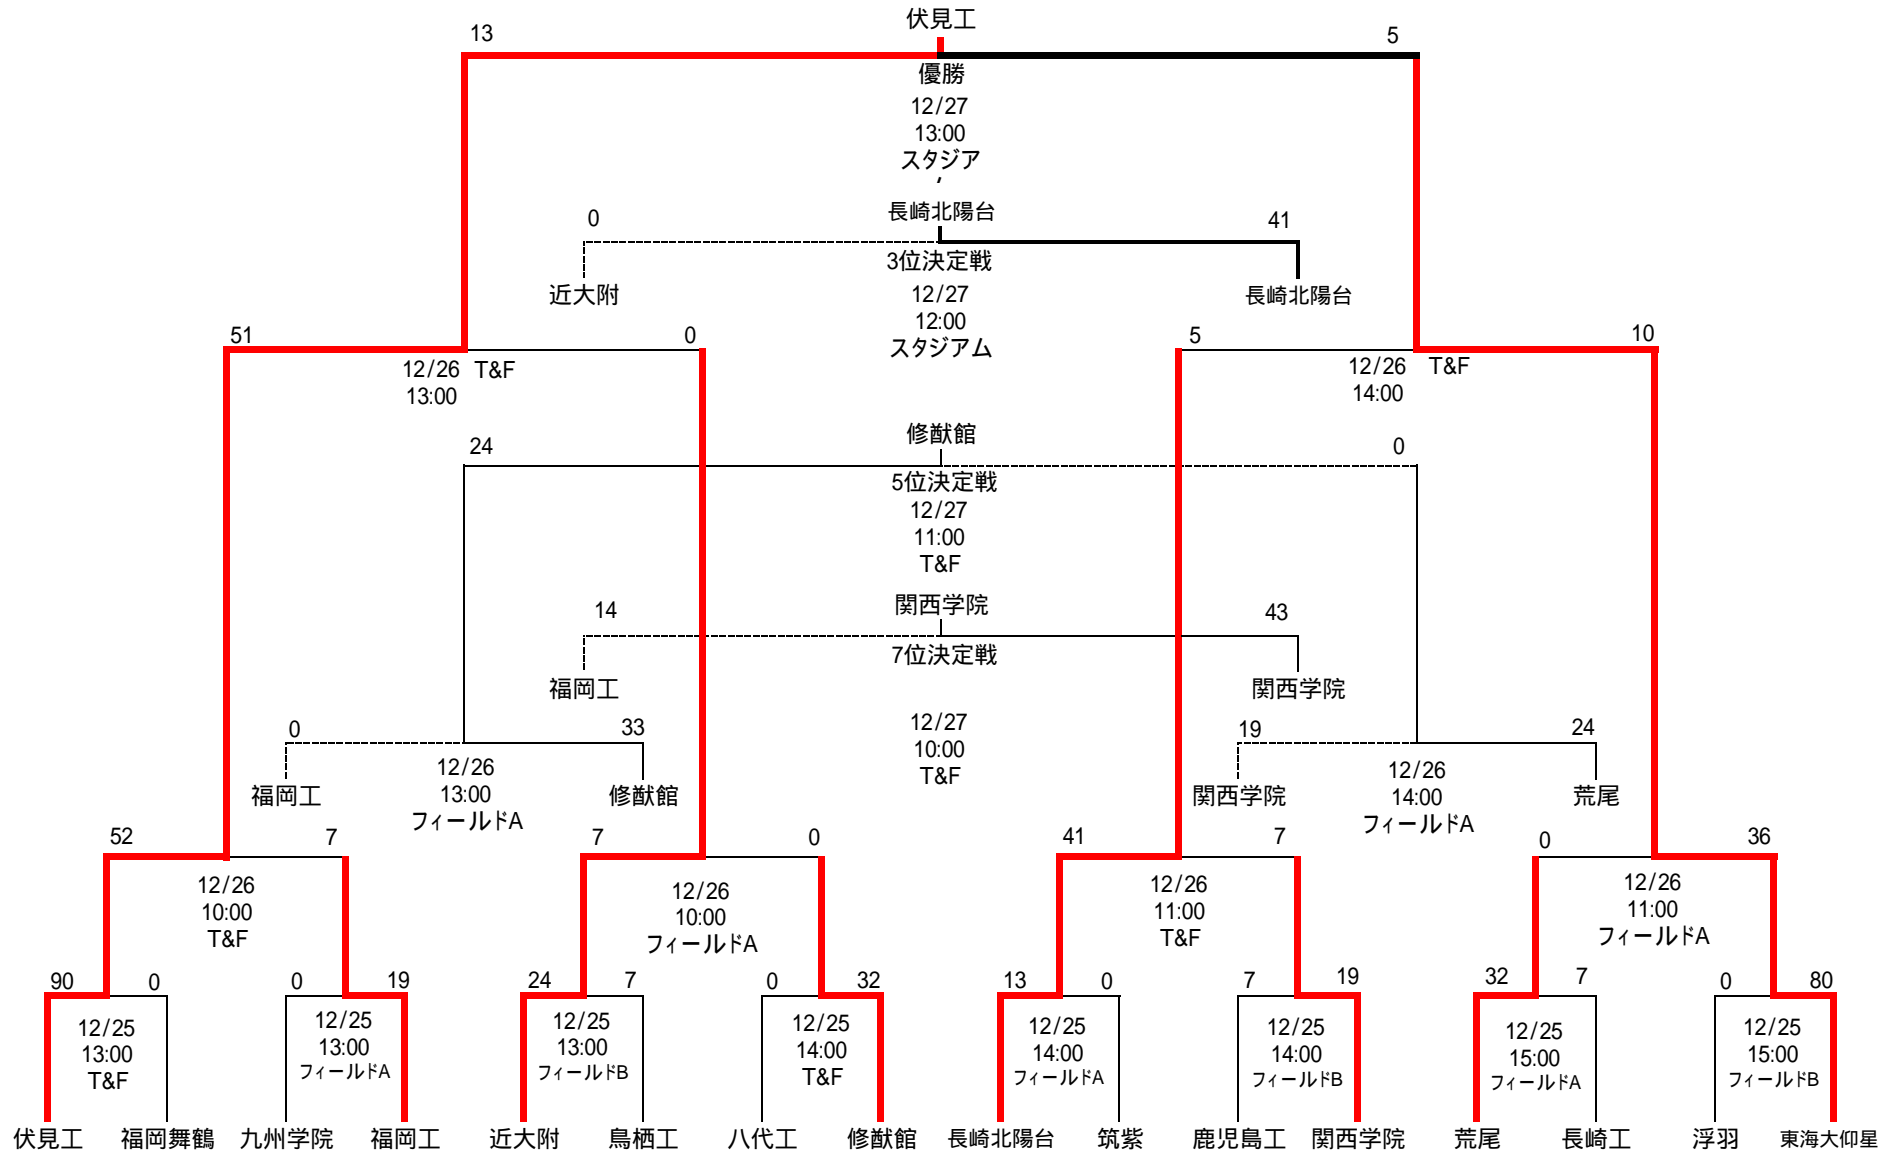 伏見工
13
5
優勝
12/27
13:00
スタジア
長崎北陽台
0
41
3位決定戦
近大附
長崎北陽台
12/27
12:00
スタジアム
51
0
5
10
12/26
13:00
T&F
12/26
14:00
T&F
修猷館
24
0
5位決定戦
12/27
11:00
T&F
関西学院
14
43
7位決定戦
福岡工
関西学院
12/27
10:00
T&F
0
33
19
24
12/26
13:00
フィールドA
12/26
14:00
フィールドA
福岡工
修猷館
関西学院
荒尾
52
7
7
0
41
7
0
36
12/26
10:00
T&F
12/26
10:00
フィールドA
12/26
11:00
T&F
12/26
11:00
フィールドA
90
0
0
19
24
7
0
32
13
0
7
19
32
7
0
80
12/25
13:00
T&F
12/25
13:00
フィールドA
12/25
13:00
フィールドB
12/25
14:00
T&F
12/25
14:00
フィールドA
12/25
14:00
フィールドB
12/25
15:00
フィールドA
12/25
15:00
フィールドB
伏見工
福岡舞鶴
九州学院
福岡工
近大附
鳥栖工
八代工
修猷館
長崎北陽台
筑紫
鹿児島工
関西学院
荒尾
長崎工
浮羽
東海大仰星